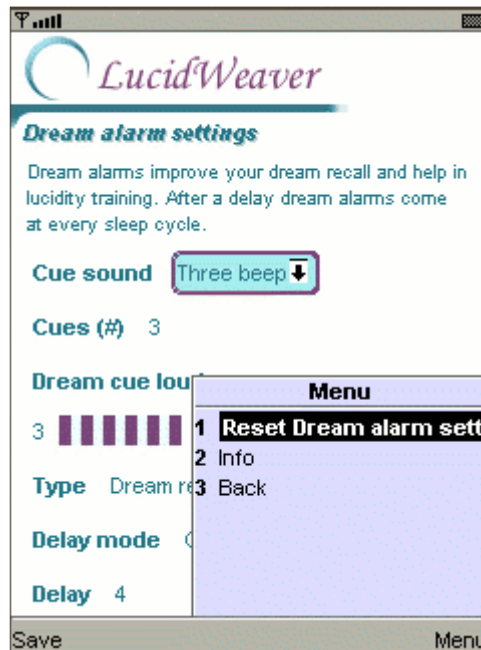 LucidWeaver
Dream alarm settings
Dream alarms improve your dream recall and help in
lucidity training. After a delay dream alarms come
at every sleep cycle.
Cue sound Three beep
Cues (#) 3
Dream cue lou
3
Type Dream re
Delay mode
Delay 4
Menu
1 Reset Dream alarm sett
2 Info
3 Back
Save Menu